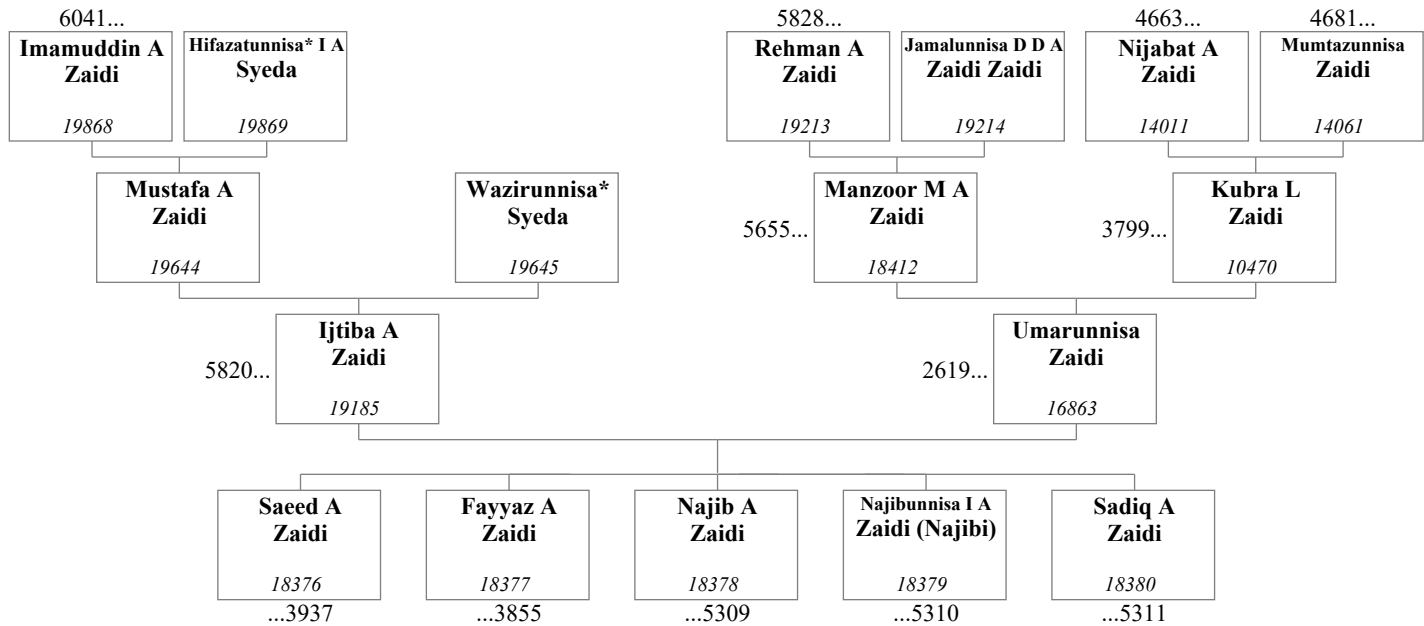 6041...
Imamuddin A
Zaidi
19868
Hifazatunnisa* I A
Syeda
19869
5828...
Rehman A
Zaidi
19213
Jamalunnisa D D A
Zaidi Zaidi
19214
4663...
Nijabat A
Zaidi
14011
4681...
Mumtazunnisa
Zaidi
14061
Mustafa A
Zaidi
19644
Wazirunnisa*
Syeda
19645
5655...
Manzoor M A
Zaidi
18412
3799...
Kubra L
Zaidi
10470
5820...
Ijtiba A
Zaidi
19185
2619...
Umarunnisa
Zaidi
16863
Saeed A
Zaidi
18376
...3937
Fayyaz A
Zaidi
18377
...3855
Najib A
Zaidi
18378
...5309
Najibunnisa I A
Zaidi (Najibi)
18379
...5310
Sadiq A
Zaidi
18380
...5311